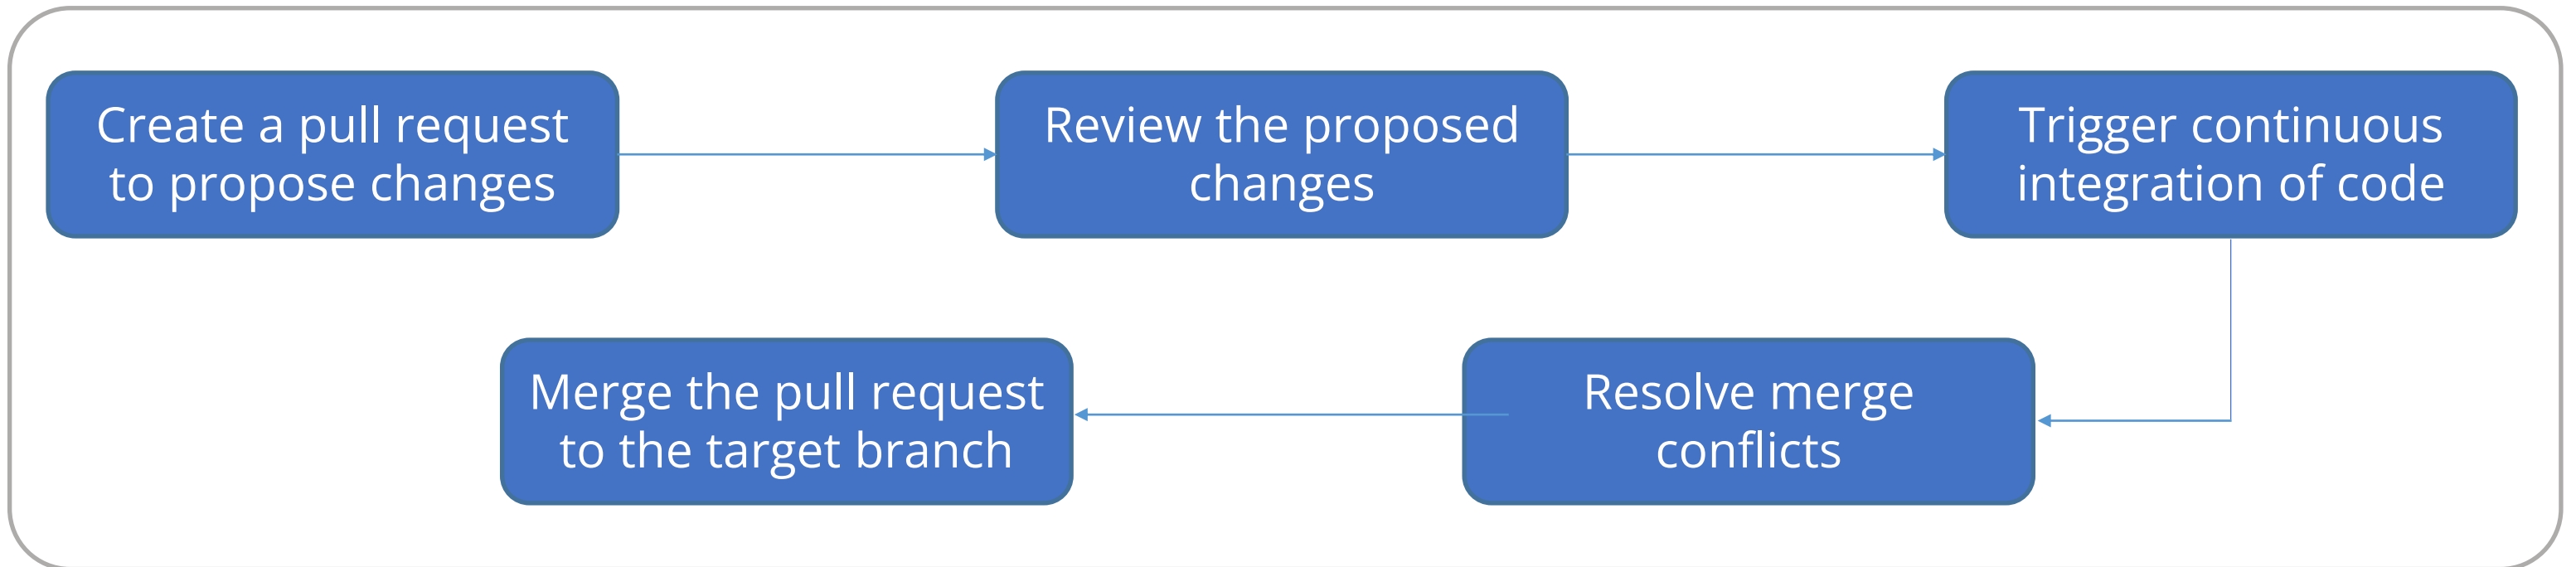 Create a pull request
to propose changes
Review the proposed
changes
Trigger continuous
integration of code
Resolve merge
conflicts
Merge the pull request
to the target branch